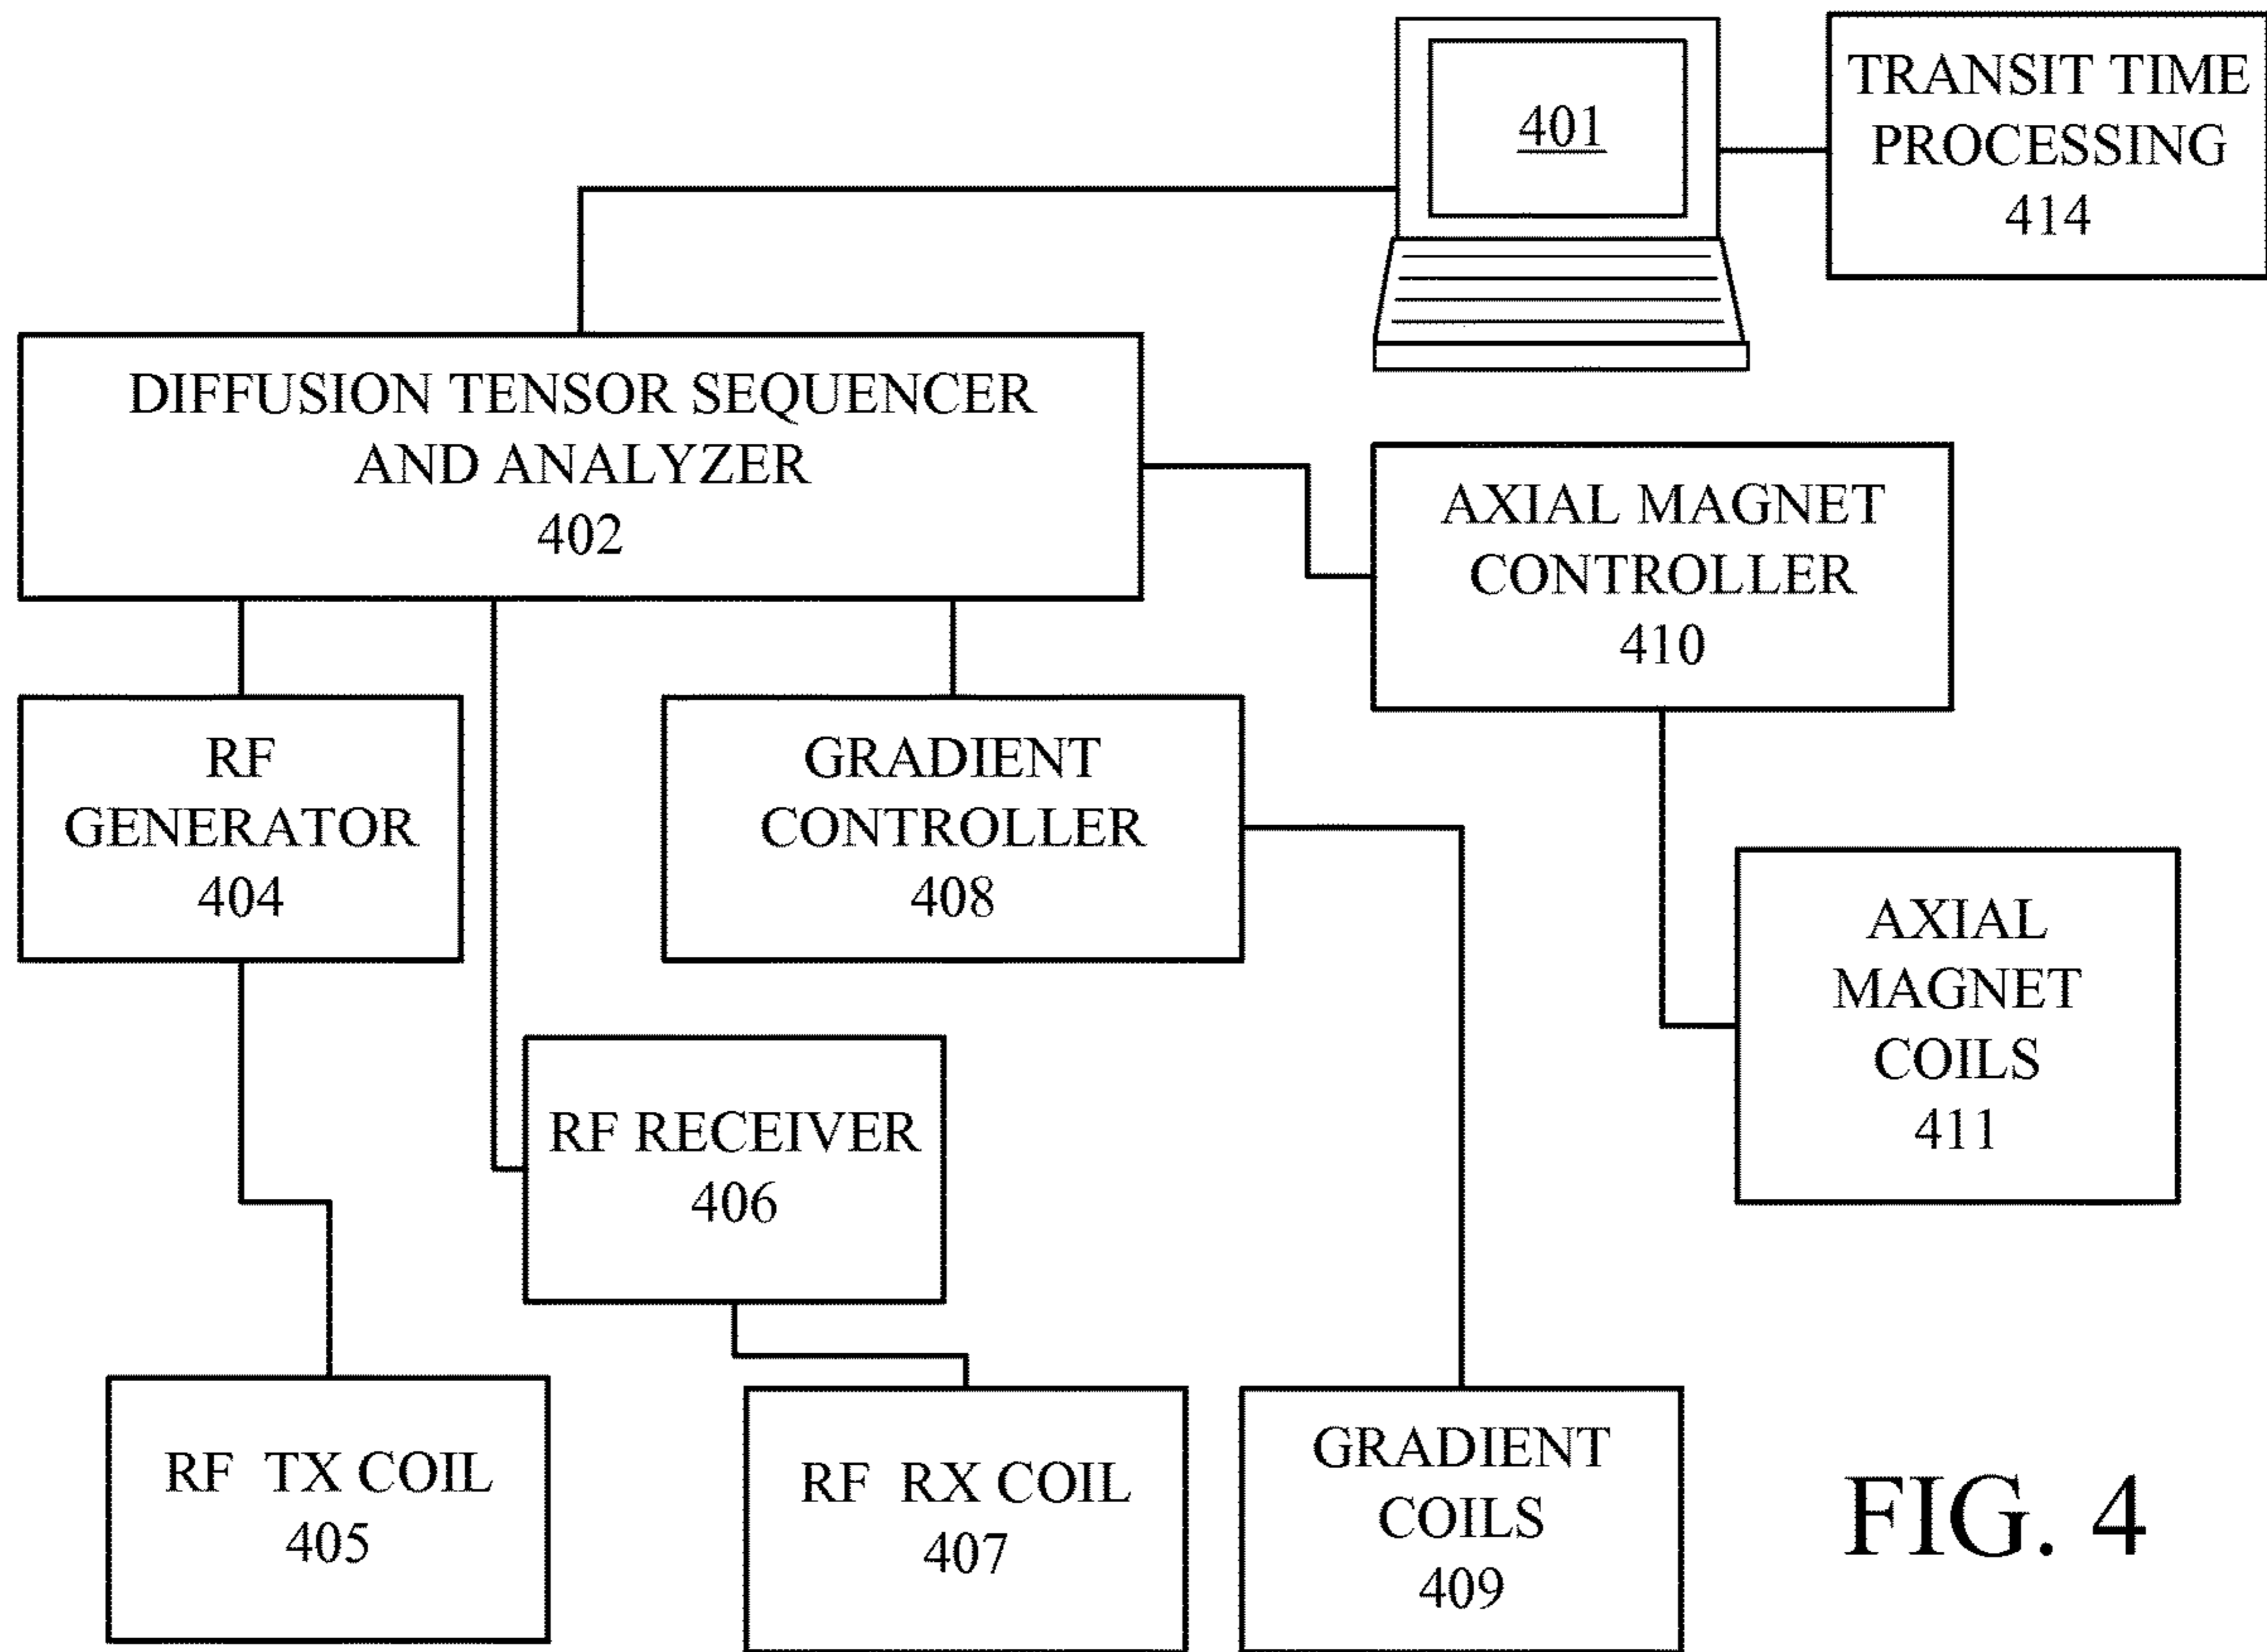 401
TRANSIT TIME
PROCESSING
414
DIFFUSION TENSOR SEQUENCER
AND ANALYZER
402
AXIAL MAGNET
CONTROLLER
410
RF
GENERATOR
404
GRADIENT
CONTROLLER
408
AXIAL
MAGNET
COILS
411
RF RECEIVER
406
RF TX COIL
405
RF RX COIL
407
GRADIENT
COILS
409
FIG. 4